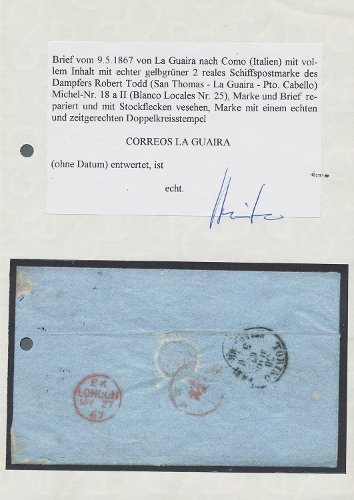 Brief vom 9.5.1867 von La Guaira nach Como (Italien) mit vol-
lem Inhalt mit echter gelbgrüner 2 reales Schiffspostmarke des
Dampfers Robert Todd (San Thomas - La Guaira - Pto. Cabello)
Michel-Nr. 18 a II (Blanco Locales Nr. 25), Marke und Brief re-
pariert und mit Stockflecken vesehen, Marke mit einem echten
und zeitgerechten Doppelkreisstempel
CORREOS LA GUAIRA
(ohne Datum) entwertet, ist
echt.
E·K
LONDON
MY 27
67
TORINO